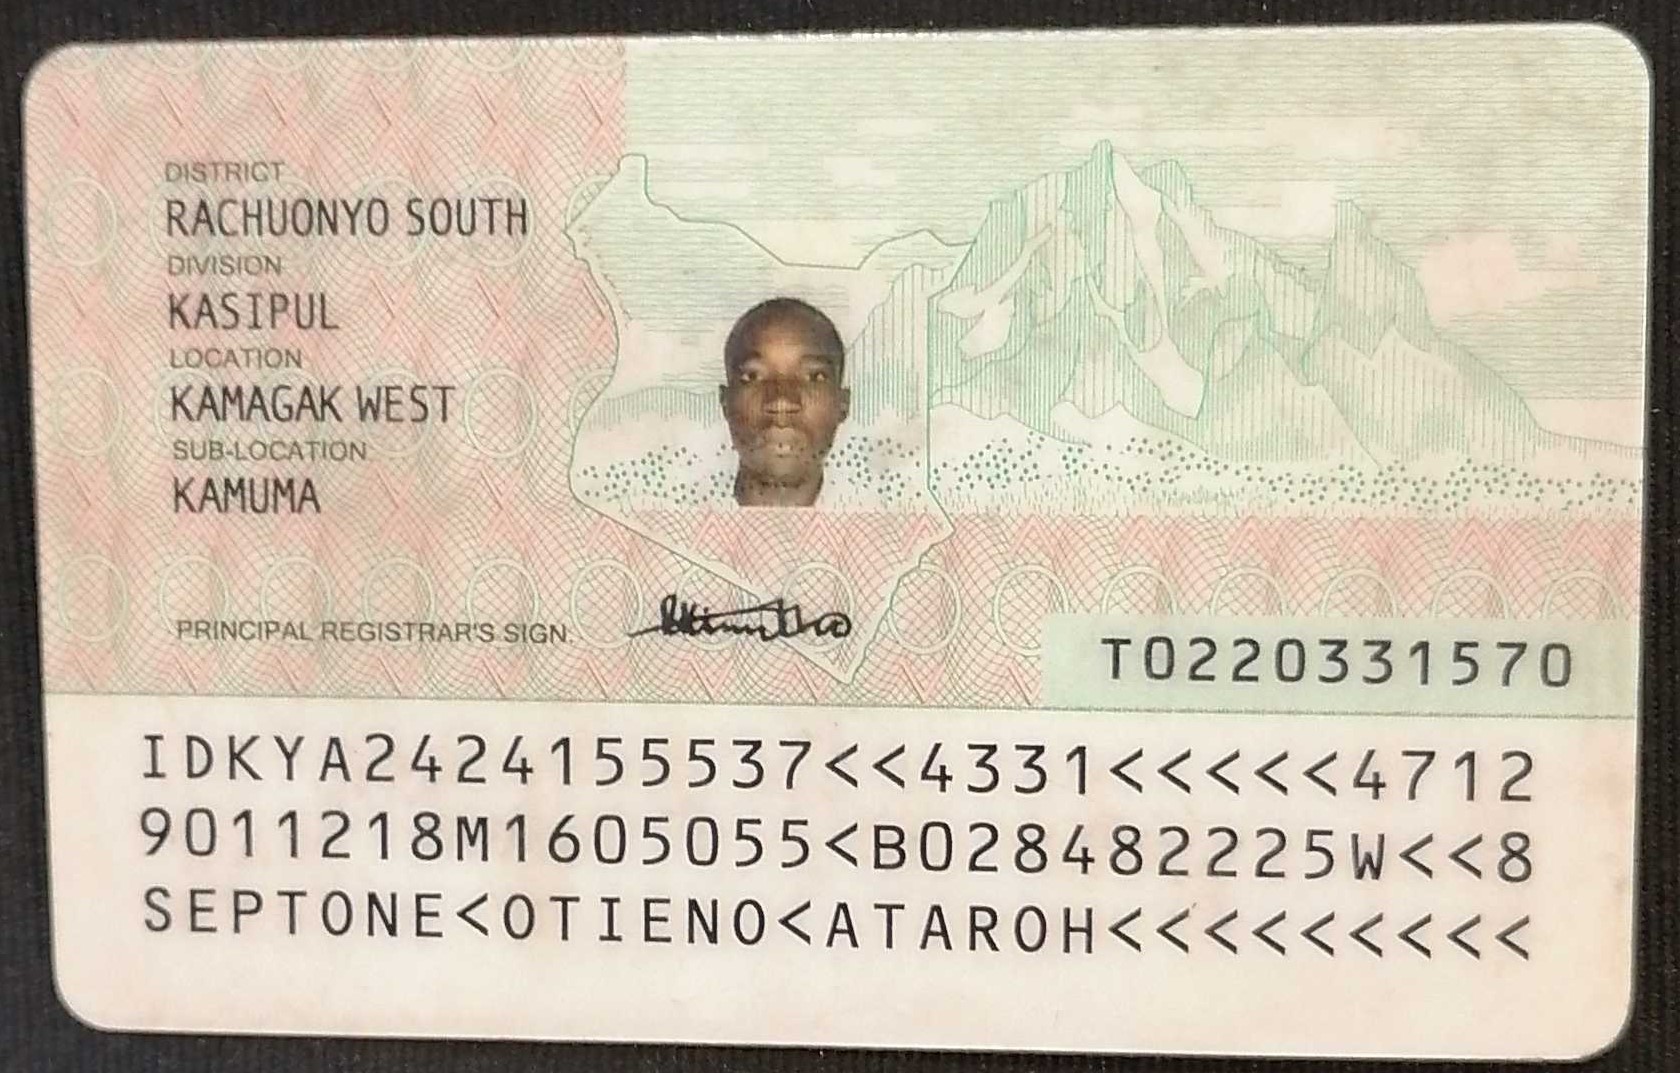 DISTRICT
RACHUONYO SOUTH
DIVISION
KASIPUL
LOCATION
KAMAGAK WEST
SUB-LOCATION
KAMUMA
PRINCIPAL REGISTRAR'S SIGN.
T0220331570
IDKYA2424155537<<4331<<<<<4712
9011218M1605055<B028482225W<<8
SEPTONE<OTIENO<ATAROH<<<<<<<<<